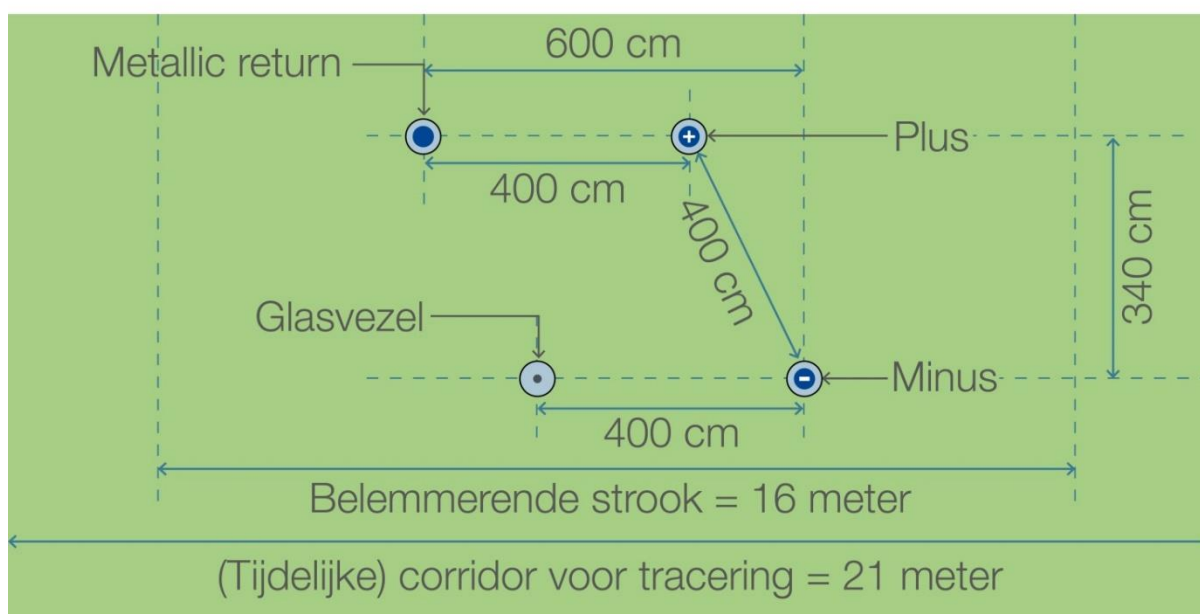 600 cm
Metallic return
+
Plus
400 cm
400 cm
340 cm
Glasvezel
-
Minus
400 cm
Belemmerende strook = 16 meter
(Tijdelijke) corridor voor tracering = 21 meter